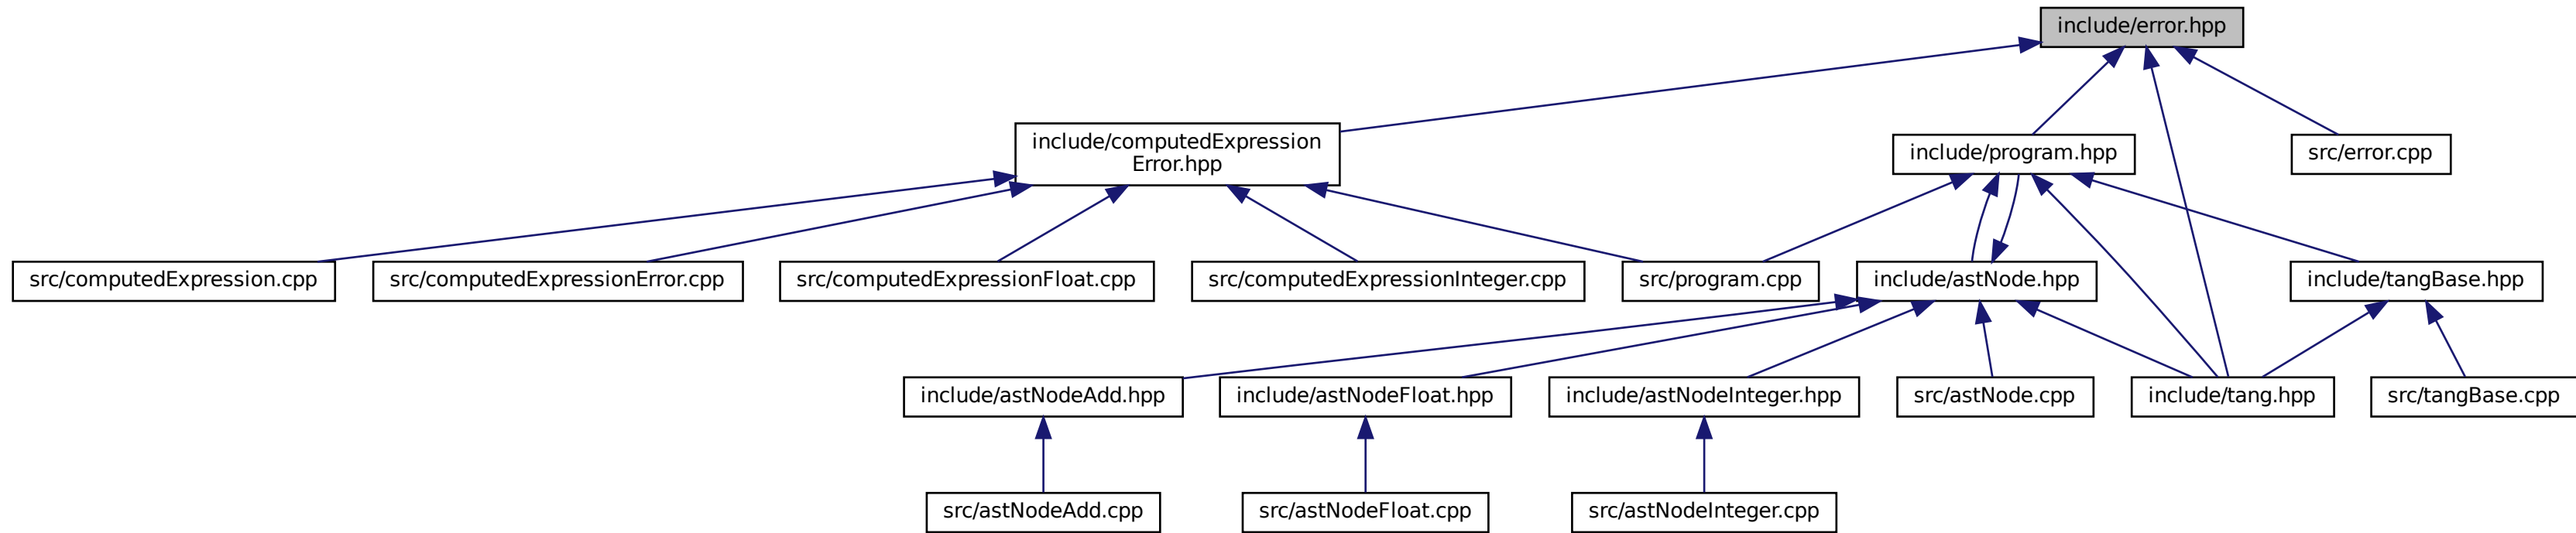 include/error.hpp
include/computedExpression
Error.hpp
include/program.hpp
src/error.cpp
src/computedExpression.cpp
src/computedExpressionError.cpp
src/computedExpressionFloat.cpp
src/computedExpressionInteger.cpp
src/program.cpp
include/astNode.hpp
include/tangBase.hpp
include/astNodeAdd.hpp
include/astNodeFloat.hpp
include/astNodeInteger.hpp
src/astNode.cpp
include/tang.hpp
src/tangBase.cpp
src/astNodeAdd.cpp
src/astNodeFloat.cpp
src/astNodeInteger.cpp